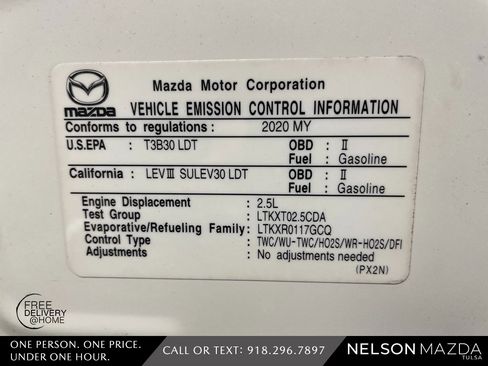 Mazda Motor Corporation
mazda VEHICLE EMISSION CONTROL INFORMATION
Conforms to regulations : 2020 MY
U.S.EPA : T3B30 LDT OBD : II
Fuel : Gasoline
California : LEVⅢ SULEV30 LDT OBD : II
Fuel : Gasoline
Engine Displacement : 2.5L
Test Group : LTKXT02.5CDA
Evaporative/Refueling Family: LTKXR0117GCQ
Control Type : TWC/WU-TWC/HO2S/WR-HO2S/DFI
Adjustments : No adjustments needed
(PX2N)
FREE
DELIVERY
@HOME
ONE PERSON. ONE PRICE.
UNDER ONE HOUR.
CALL OR TEXT: 918.296.7897
NELSON MAZDA
TULSA